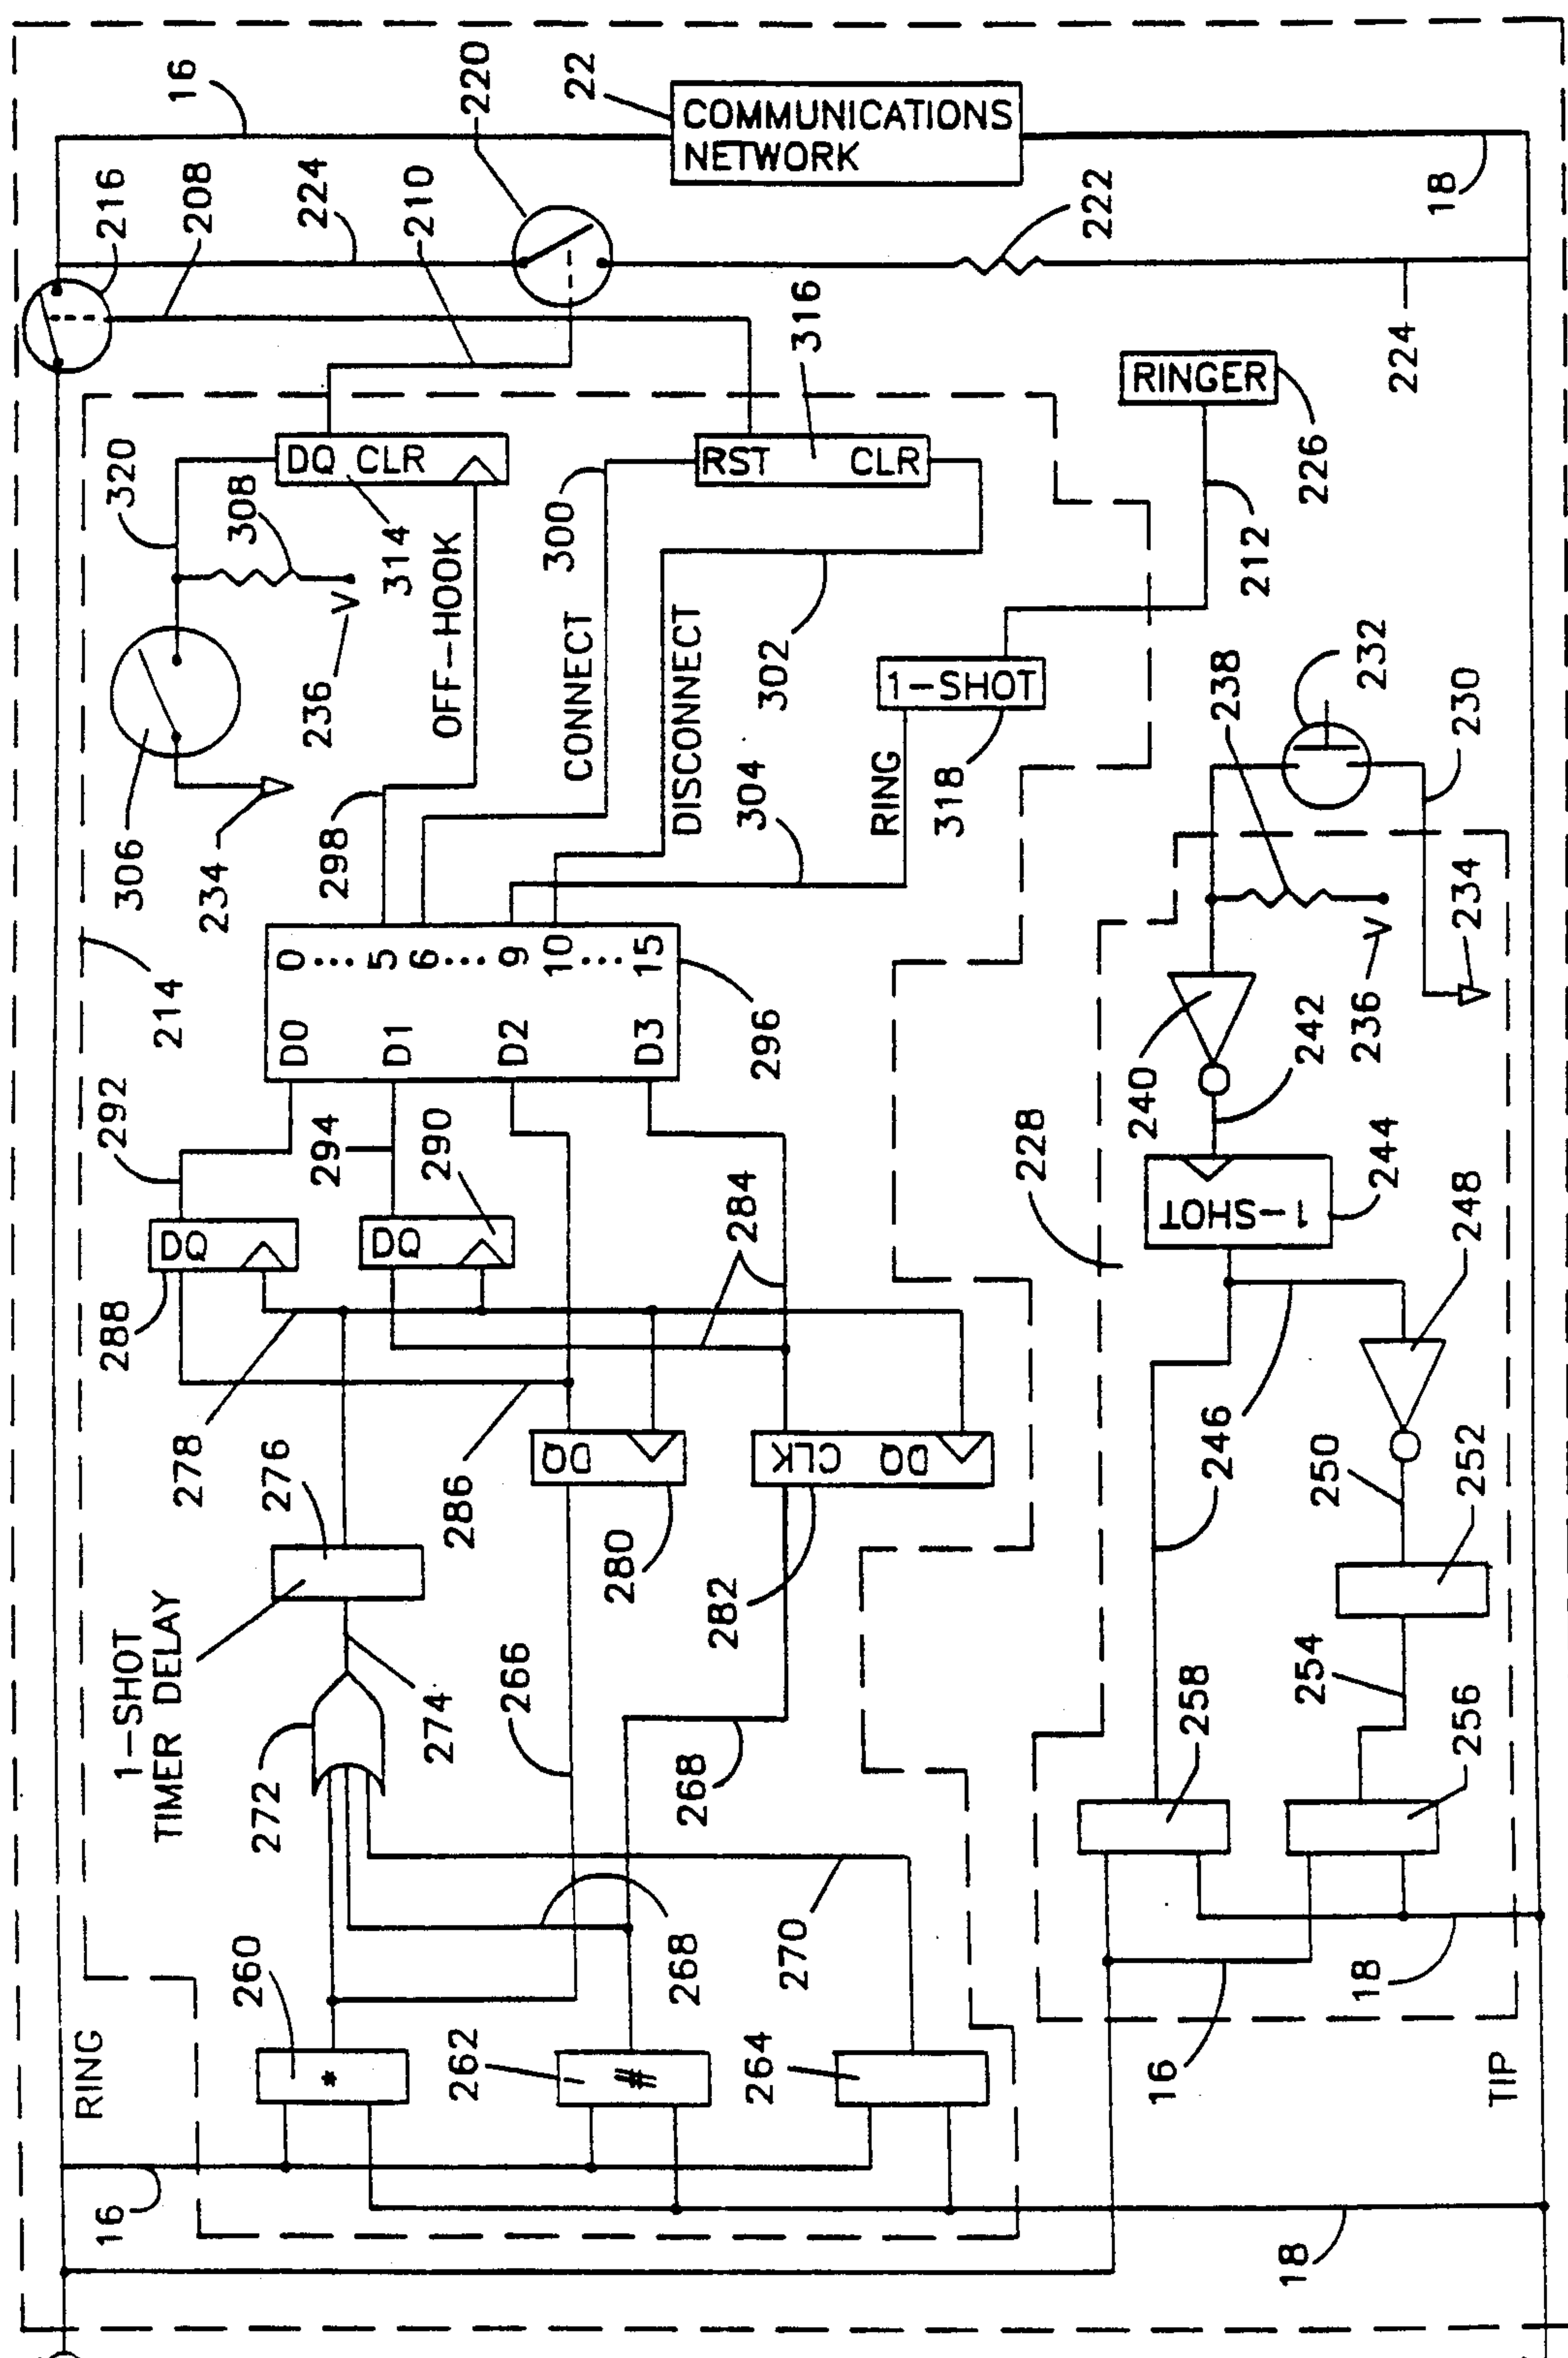 16
220
22
COMMUNICATIONS
NETWORK
216
208
224
210
222
18
316
224
RINGER
226
320
308
DQ CLR
314
300
RST CLR
212
OFF-HOOK
CONNECT
DISCONNECT
302
1-SHOT
238
232
230
306
234
236
V
298
304
RING
318
214
0...5 6...9 10...15
D0 D1 D2 D3
296
236
V
234
292
294
290
284
228
240
242
244
1-SHOT
248
288
DQ
DQ
278
286
276
DQ
280
CLK DQ
282
246
250
252
1-SHOT
TIMER DELAY
272
274
266
268
258
254
256
260
268
270
16
18
RING
*
262
#
264
TIP
16
18